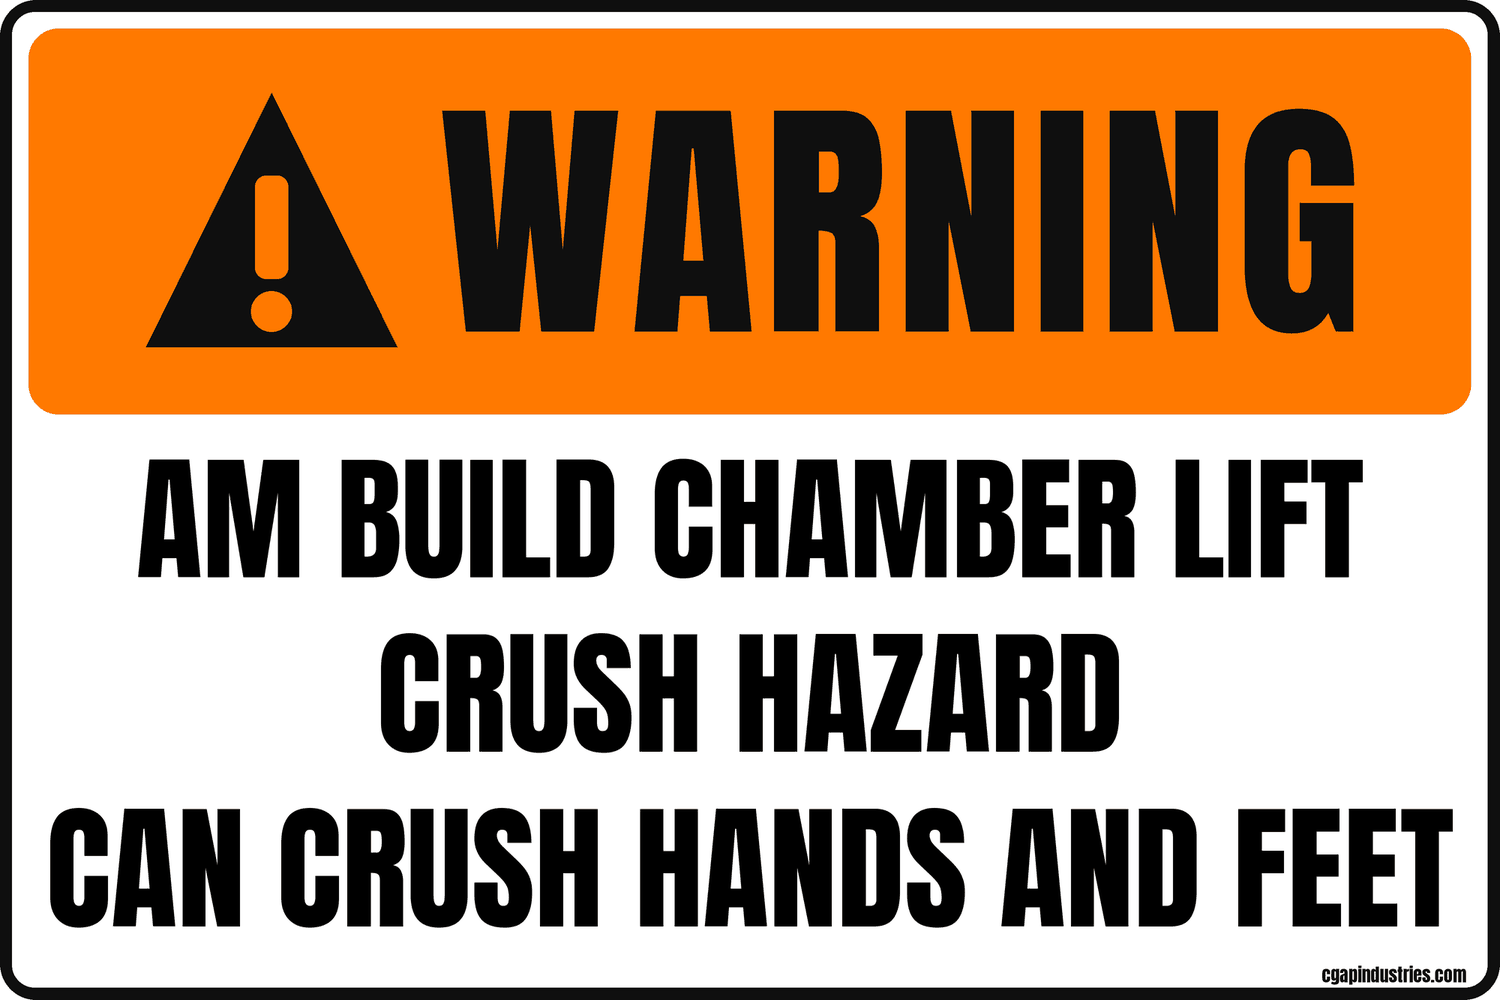 WARNING
AM BUILD CHAMBER LIFT
CRUSH HAZARD
CAN CRUSH HANDS AND FEET
cgapindustries.com